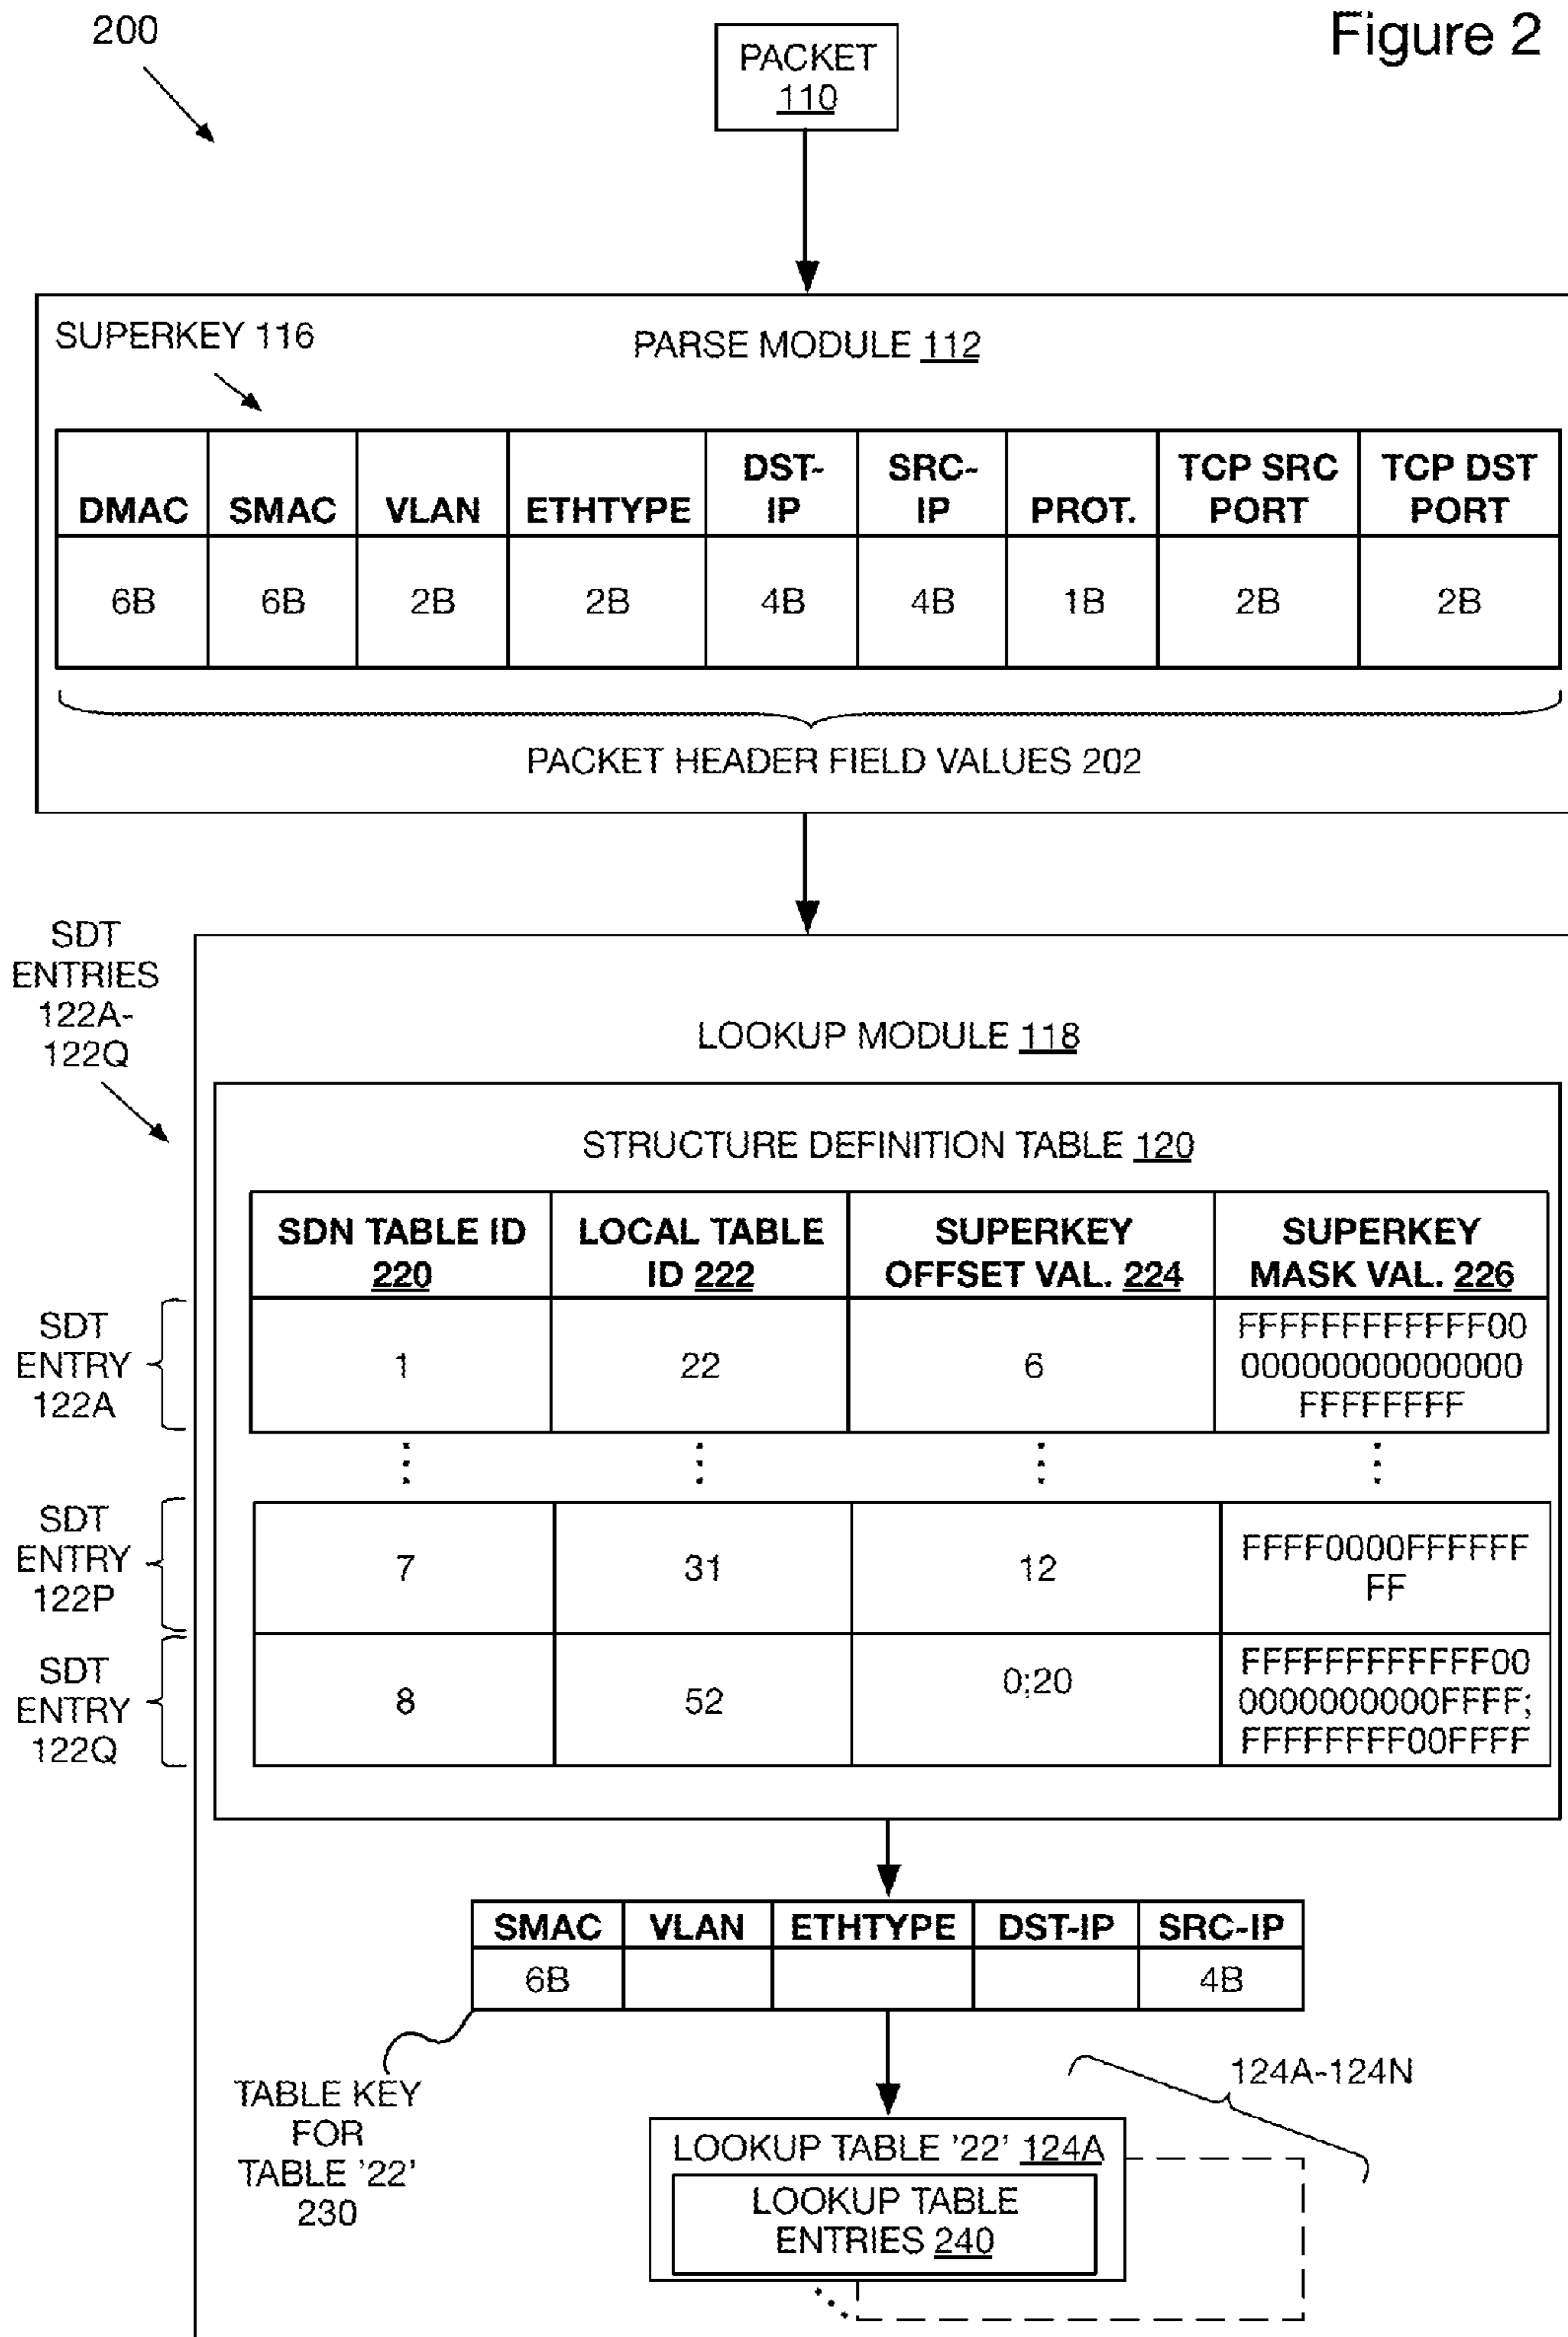 Figure 2
200
PACKET
110
SUPERKEY 116
PARSE MODULE 112
DMAC SMAC VLAN ETHTYPE DST-IP SRC-IP PROT. TCP SRC PORT TCP DST PORT
6B 6B 2B 2B 4B 4B 1B 2B 2B
PACKET HEADER FIELD VALUES 202
SDT
ENTRIES
122A-
122Q
LOOKUP MODULE 118
STRUCTURE DEFINITION TABLE 120
SDN TABLE ID 220 LOCAL TABLE ID 222 SUPERKEY OFFSET VAL. 224 SUPERKEY MASK VAL. 226
SDT
ENTRY
122A
1 22 6
FFFFFFFFFFFF00
00000000000000
FFFFFFFF
SDT
ENTRY
122P
7 31 12
FFFF0000FFFFFF
FF
SDT
ENTRY
122Q
8 52 0;20
FFFFFFFFFFFF00
0000000000FFFF;
FFFFFFFF00FFFF
SMAC VLAN ETHTYPE DST-IP SRC-IP
6B 4B
TABLE KEY
FOR
TABLE '22'
230
124A-124N
LOOKUP TABLE '22' 124A
LOOKUP TABLE
ENTRIES 240